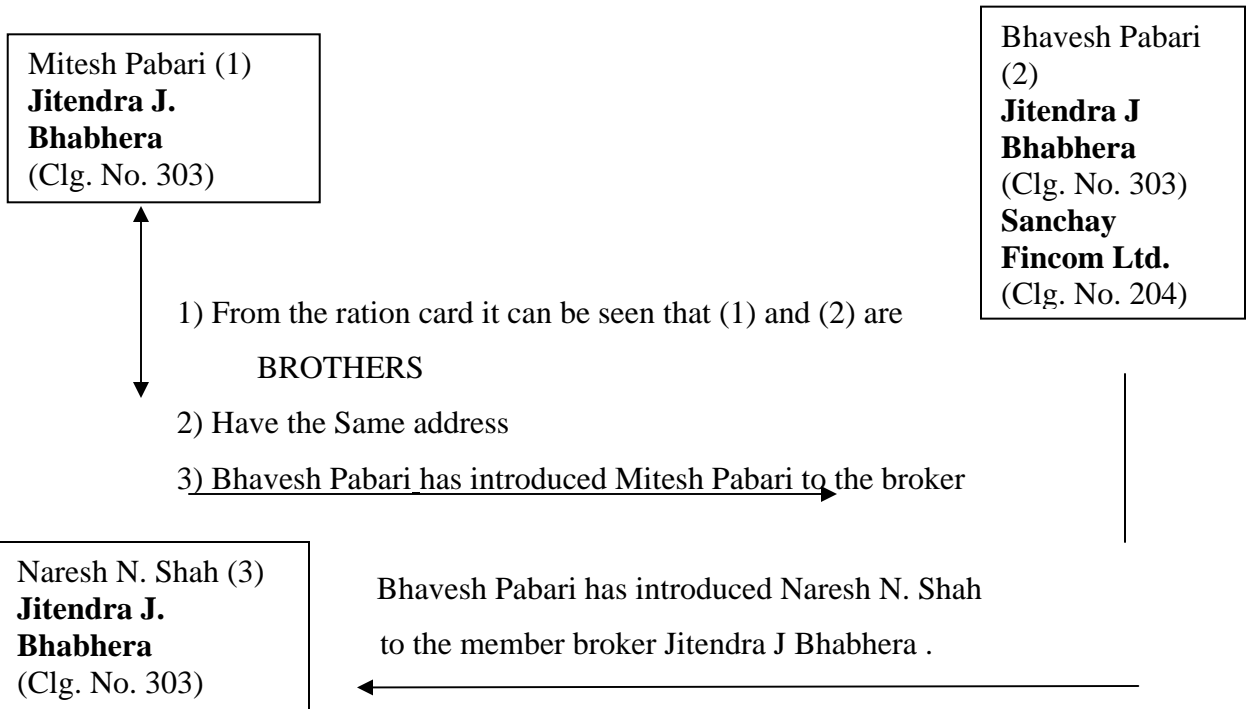 Mitesh Pabari (1)
Jitendra J.
Bhabhera
(Clg. No. 303)
Bhavesh Pabari
(2)
Jitendra J
Bhabhera
(Clg. No. 303)
Sanchay
Fincom Ltd.
(Clg. No. 204)
1) From the ration card it can be seen that (1) and (2) are
BROTHERS
2) Have the Same address
3) Bhavesh Pabari has introduced Mitesh Pabari to the broker
Naresh N. Shah (3)
Jitendra J.
Bhabhera
(Clg. No. 303)
Bhavesh Pabari has introduced Naresh N. Shah
to the member broker Jitendra J Bhabhera .